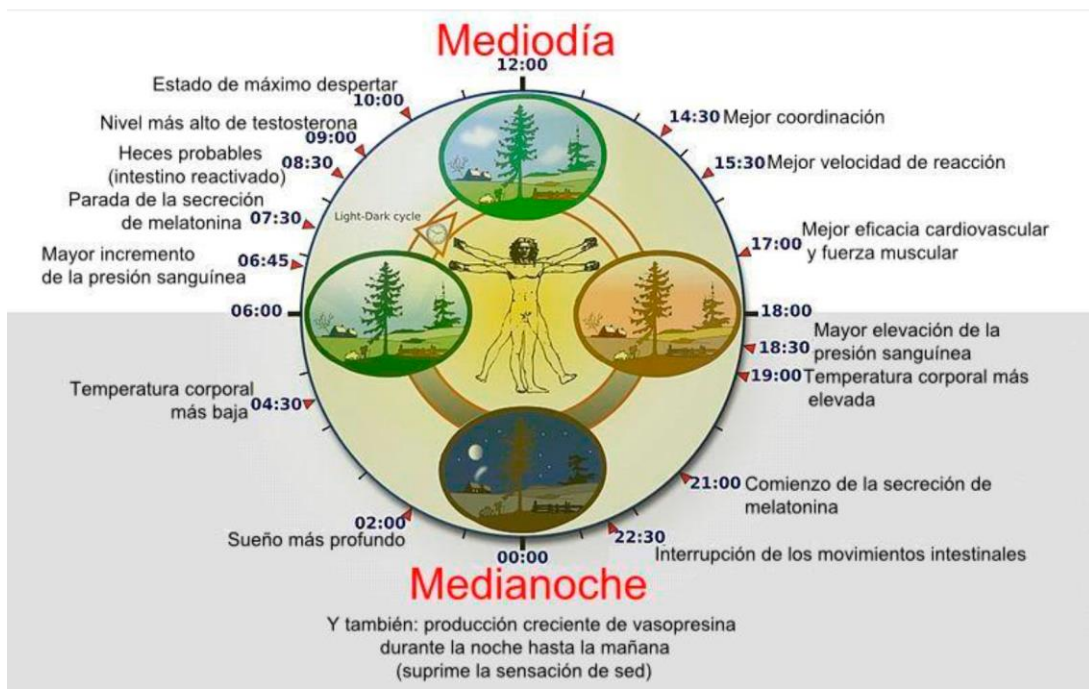 Mediodía
12:00
Estado de máximo despertar
10:00
Nivel más alto de testosterona
09:00
Heces probables
(intestino reactivado)
08:30
Parada de la secreción
de melatonina
07:30
Mayor incremento
de la presión sanguínea
06:45
06:00
Temperatura corporal
más baja
04:30
02:00
Sueño más profundo
Light-Dark cycle
14:30 Mejor coordinación
15:30 Mejor velocidad de reacción
17:00 Mejor eficacia cardiovascular
y fuerza muscular
18:00
18:30 Mayor elevación de la
presión sanguínea
19:00 Temperatura corporal más
elevada
21:00 Comienzo de la secreción de
melatonina
22:30
Interrupción de los movimientos intestinales
00:00
Medianoche
Y también: producción creciente de vasopresina
durante la noche hasta la mañana
(suprime la sensación de sed)